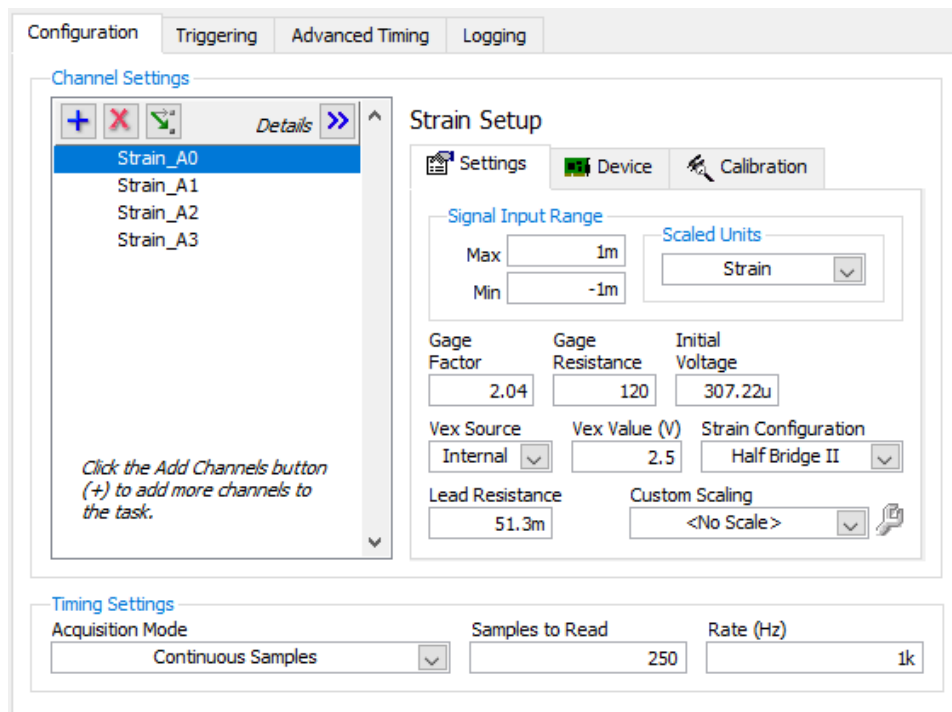 Configuration
Triggering
Advanced Timing
Logging
Channel Settings
Details
Strain_A0
Strain_A1
Strain_A2
Strain_A3
Click the Add Channels button
(+) to add more channels to
the task.
Strain Setup
Settings
Device
Calibration
Signal Input Range
Max 1m
Min -1m
Scaled Units
Strain
Gage Factor
2.04
Gage Resistance
120
Initial Voltage
307.22u
Vex Source
Internal
Vex Value (V)
2.5
Strain Configuration
Half Bridge II
Lead Resistance
51.3m
Custom Scaling
<No Scale>
Timing Settings
Acquisition Mode
Continuous Samples
Samples to Read
250
Rate (Hz)
1k